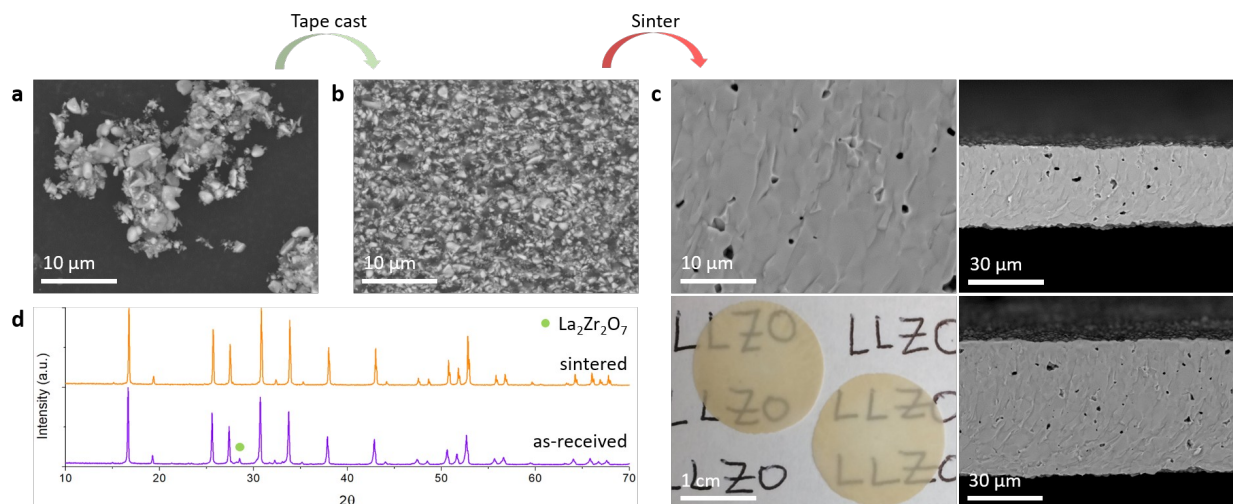 Tape cast
Sinter
a
10 µm
b
10 µm
c
10 µm
30 µm
d
Intensity (a.u.)
La₂Zr₂O₇
sintered
as-received
10 20 30 40 50 60 70
2θ
LLZO LLZO
LLZO LLZO
LLZO LLZO
1 cm
30 µm